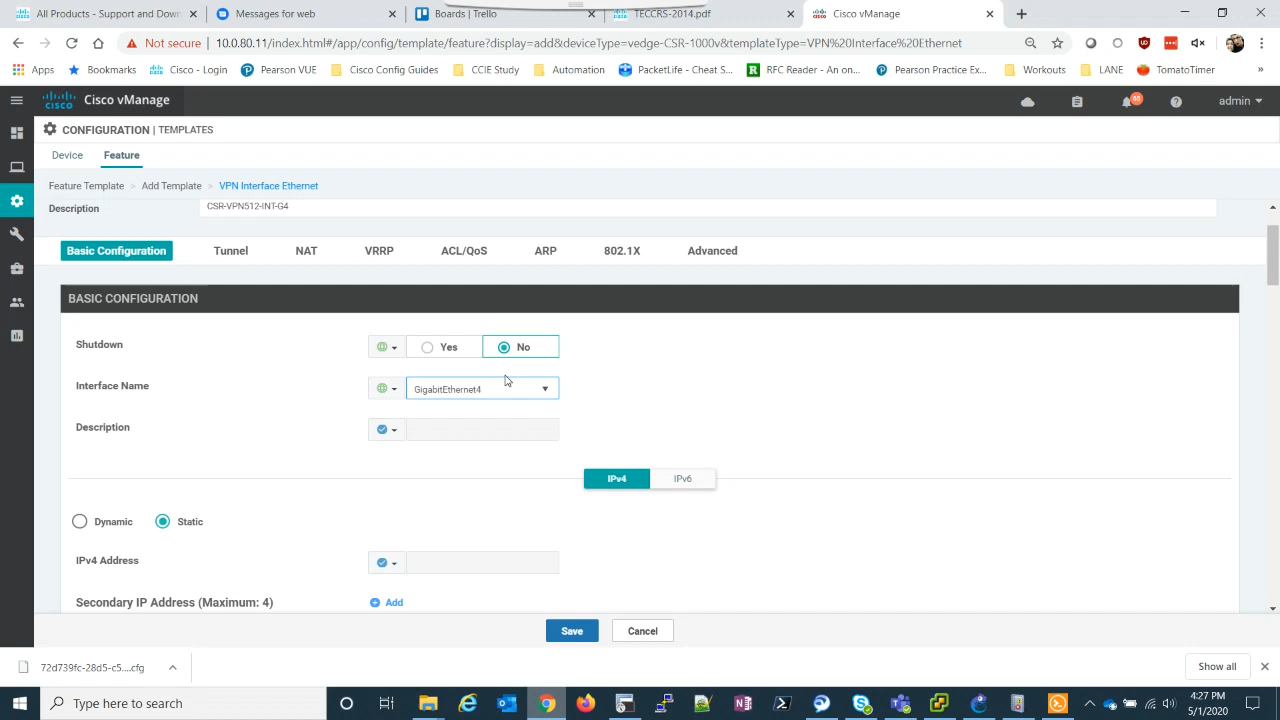 All Products - All Down
Messages for web
Boards | Trello
TECCRS-2014.pdf
Cisco vManage
Not secure
10.0.80.11/index.html#/app/config/template/feature?display=add&deviceType=vedge-CSR-1000v&templateType=VPN%20Interface%20Ethernet
Apps
Bookmarks
Cisco - Login
Pearson VUE
Cisco Config Guides
CCIE Study
Automation
PacketLife - Cheat S...
RFC Reader - An on...
Pearson Practice Ex...
Workouts
LANE
TomatoTimer
»
Cisco vManage
65
admin
CONFIGURATION | TEMPLATES
Device
Feature
Feature Template > Add Template > VPN Interface Ethernet
Description
CSR-VPN512-INT-G4
Basic Configuration
Tunnel
NAT
VRRP
ACL/QoS
ARP
802.1X
Advanced
BASIC CONFIGURATION
Shutdown
Yes
No
Interface Name
GigabitEthernet4
Description
IPv4
IPv6
Dynamic
Static
IPv4 Address
Secondary IP Address (Maximum: 4)
Add
Save
Cancel
72d739fc-28d5-c5....cfg
Show all
Type here to search
4:27 PM
5/1/2020